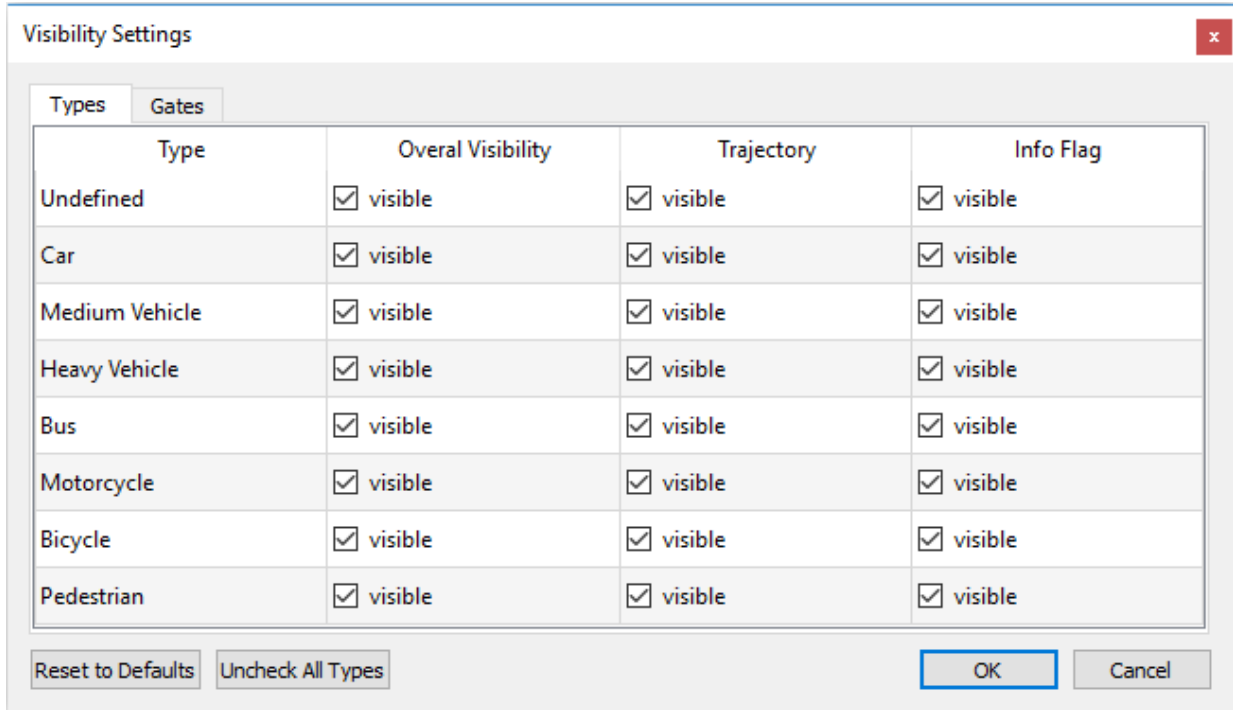 Visibility Settings
x
Types Gates
Type Overal Visibility Trajectory Info Flag
Undefined visible visible visible
Car visible visible visible
Medium Vehicle visible visible visible
Heavy Vehicle visible visible visible
Bus visible visible visible
Motorcycle visible visible visible
Bicycle visible visible visible
Pedestrian visible visible visible
Reset to Defaults Uncheck All Types OK Cancel